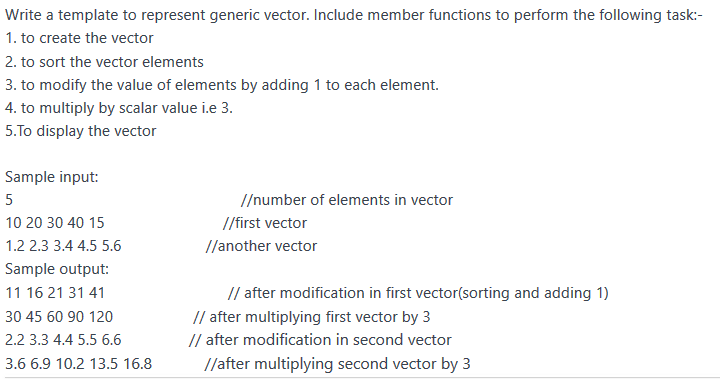 Write a template to represent generic vector. Include member functions to perform the following task:-
1. to create the vector
2. to sort the vector elements
3. to modify the value of elements by adding 1 to each element.
4. to multiply by scalar value i.e 3.
5.To display the vector
Sample input:
5 //number of elements in vector
10 20 30 40 15 //first vector
1.2 2.3 3.4 4.5 5.6 //another vector
Sample output:
11 16 21 31 41 // after modification in first vector(sorting and adding 1)
30 45 60 90 120 // after multiplying first vector by 3
2.2 3.3 4.4 5.5 6.6 // after modification in second vector
3.6 6.9 10.2 13.5 16.8 //after multiplying second vector by 3